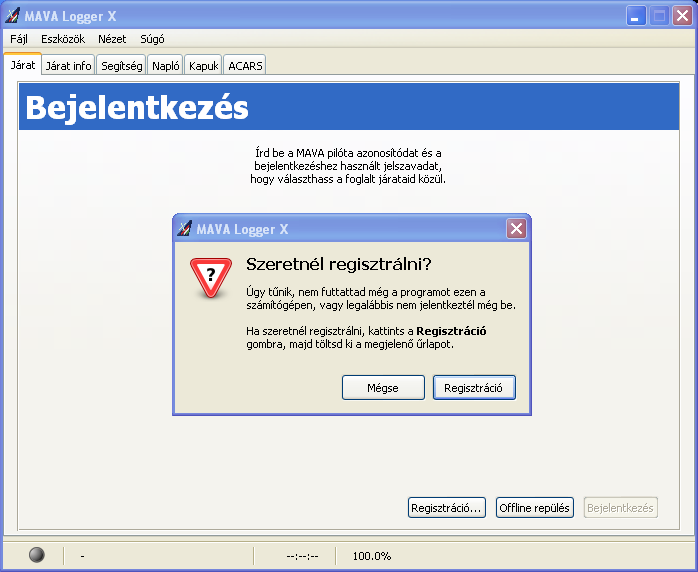 MAVA Logger X
Fájl Eszközök Nézet Súgó
Járat Járat info Segítség Napló Kapuk ACARS
Bejelentkezés
Írd be a MAVA pilóta azonosítódat és a
bejelentkezéshez használt jelszavadat,
hogy választhass a foglalt járataid közül.
MAVA Logger X
?
Szeretnél regisztrálni?
Úgy tűnik, nem futtattad még a programot ezen a
számítógépen, vagy legalábbis nem jelentkeztél még be.
Ha szeretnél regisztrálni, kattints a Regisztráció
gombra, majd töltsd ki a megjelenő űrlapot.
Mégse Regisztráció
Regisztráció... Offline repülés Bejelentkezés
- --:--:-- 100.0%